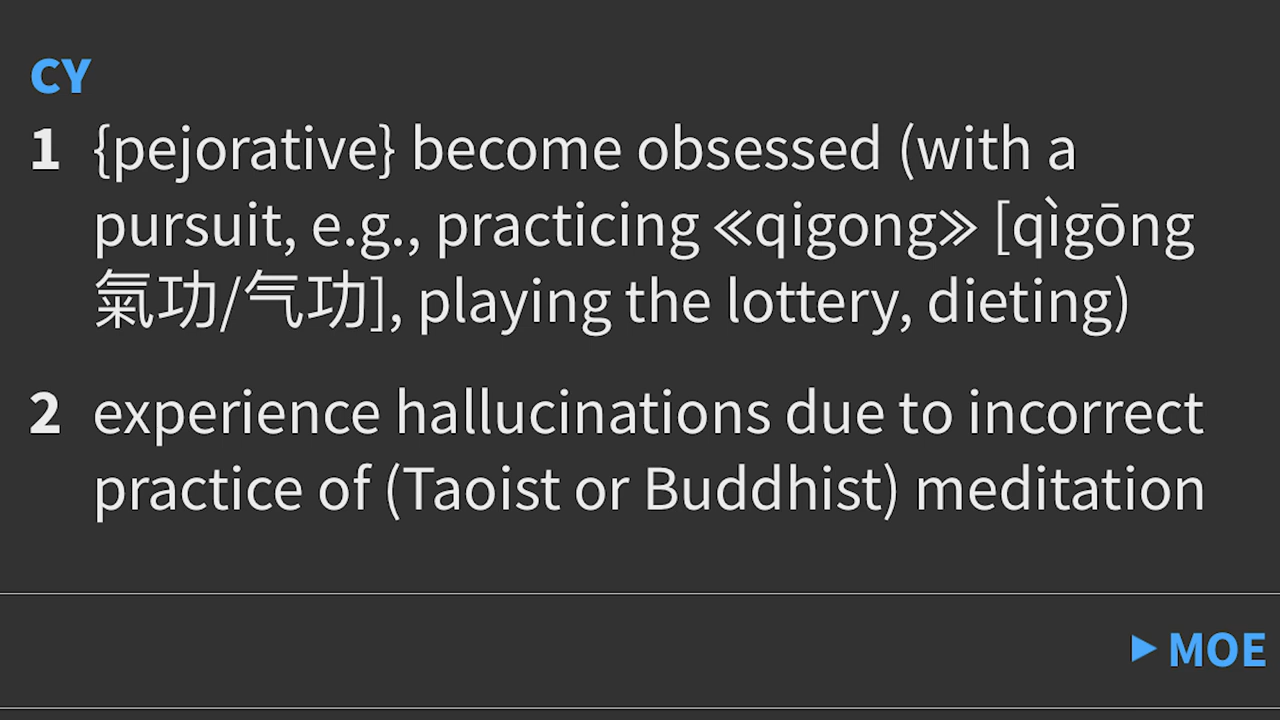 CY
1 {pejorative} become obsessed (with a
pursuit, e.g., practicing ≪qigong≫ [qìgōng
氣功/气功], playing the lottery, dieting)
2 experience hallucinations due to incorrect
practice of (Taoist or Buddhist) meditation
▶ MOE